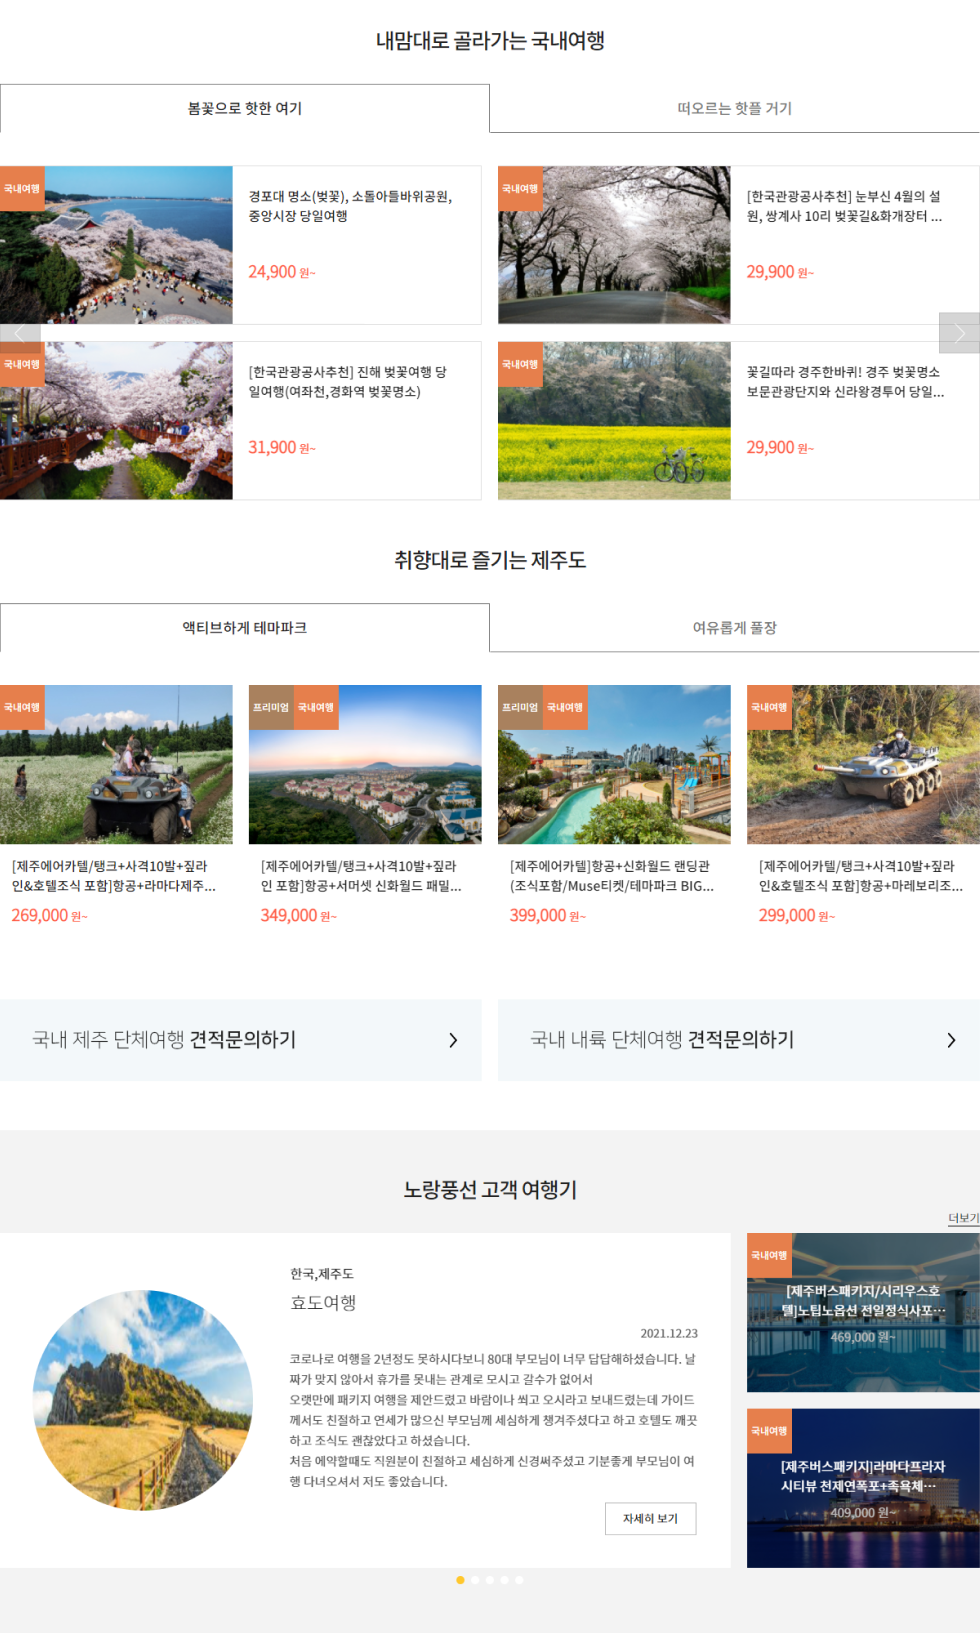 내맘대로 골라가는 국내여행
봄꽃으로 핫한 여기
떠오르는 핫플 거기
국내여행
경포대 명소(벚꽃), 소돌아들바위공원,
중앙시장 당일여행
24,900 원~
국내여행
[한국관광공사추천] 눈부신 4월의 설
원, 쌍계사 10리 벚꽃길&화개장터 ...
29,900 원~
국내여행
[한국관광공사추천] 진해 벚꽃여행 당
일여행(여좌천,경화역 벚꽃명소)
31,900 원~
국내여행
꽃길따라 경주한바퀴! 경주 벚꽃명소
보문관광단지와 신라왕경투어 당일...
29,900 원~
취향대로 즐기는 제주도
액티브하게 테마파크
여유롭게 풀장
국내여행
[제주에어카텔/탱크+사격10발+짚라
인&호텔조식 포함]항공+라마다제주...
269,000 원~
프리미엄 국내여행
[제주에어카텔/탱크+사격10발+짚라
인 포함]항공+서머셋 신화월드 패밀...
349,000 원~
프리미엄 국내여행
[제주에어카텔]항공+신화월드 랜딩관
(조식포함/Muse티켓/테마파크 BIG...
399,000 원~
국내여행
[제주에어카텔/탱크+사격10발+짚라
인&호텔조식 포함]항공+마레보리조...
299,000 원~
국내 제주 단체여행 견적문의하기
국내 내륙 단체여행 견적문의하기
노랑풍선 고객 여행기
더보기
한국,제주도
효도여행
2021.12.23
코로나로 여행을 2년정도 못하시다보니 80대 부모님이 너무 답답해하셨습니다. 날
짜가 맞지 않아서 휴가를 못내는 관계로 모시고 갈수가 없어서
오랫만에 패키지 여행을 제안드렸고 바람이나 쐬고 오시라고 보내드렸는데 가이드
께서도 친절하고 연세가 많으신 부모님께 세심하게 챙겨주셨다고 하고 호텔도 깨끗
하고 조식도 괜찮았다고 하셨습니다.
처음 예약할때도 직원분이 친절하고 세심하게 신경써주셨고 기분좋게 부모님이 여
행 다녀오셔서 저도 좋았습니다.
자세히 보기
국내여행
[제주버스패키지/시리우스호
텔]노팁노옵션 전일정식사포...
469,000 원~
국내여행
[제주버스패키지]라마다프라자
시티뷰 천제연폭포+족욕체...
409,000 원~